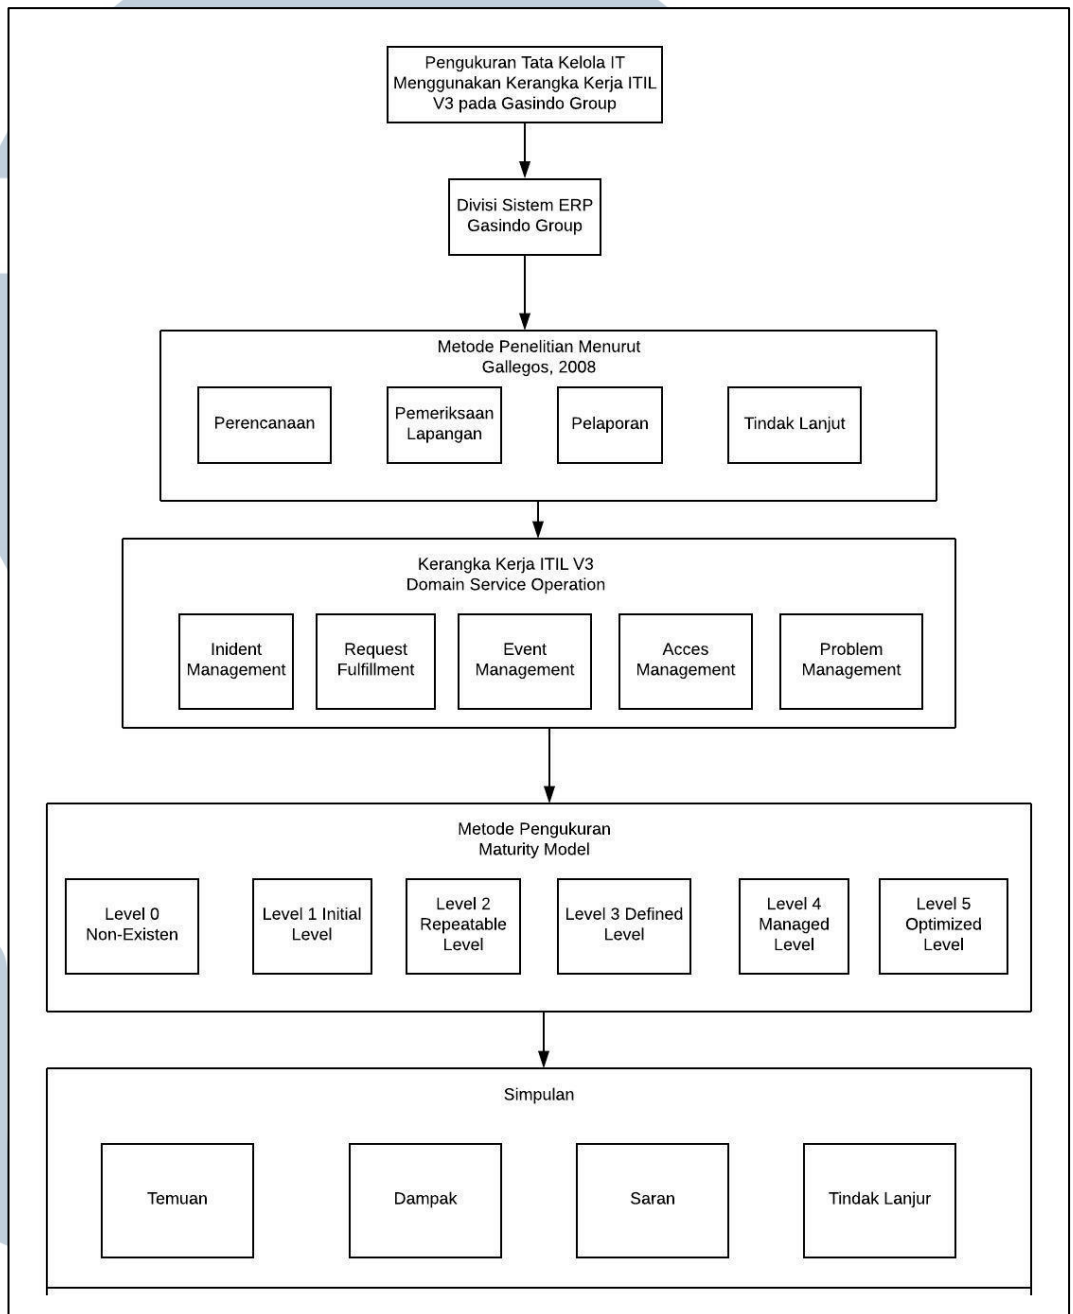 Pengukuran Tata Kelola IT
Menggunakan Kerangka Kerja ITIL
V3 pada Gasindo Group
Divisi Sistem ERP
Gasindo Group
Metode Penelitian Menurut
Gallegos, 2008
Perencanaan
Pemeriksaan
Lapangan
Pelaporan
Tindak Lanjut
Kerangka Kerja ITIL V3
Domain Service Operation
Inident
Management
Request
Fulfillment
Event
Management
Acces
Management
Problem
Management
Metode Pengukuran
Maturity Model
Level 0
Non-Existen
Level 1 Initial
Level
Level 2
Repeatable
Level
Level 3 Defined
Level
Level 4
Managed
Level
Level 5
Optimized
Level
Simpulan
Temuan
Dampak
Saran
Tindak Lanjur